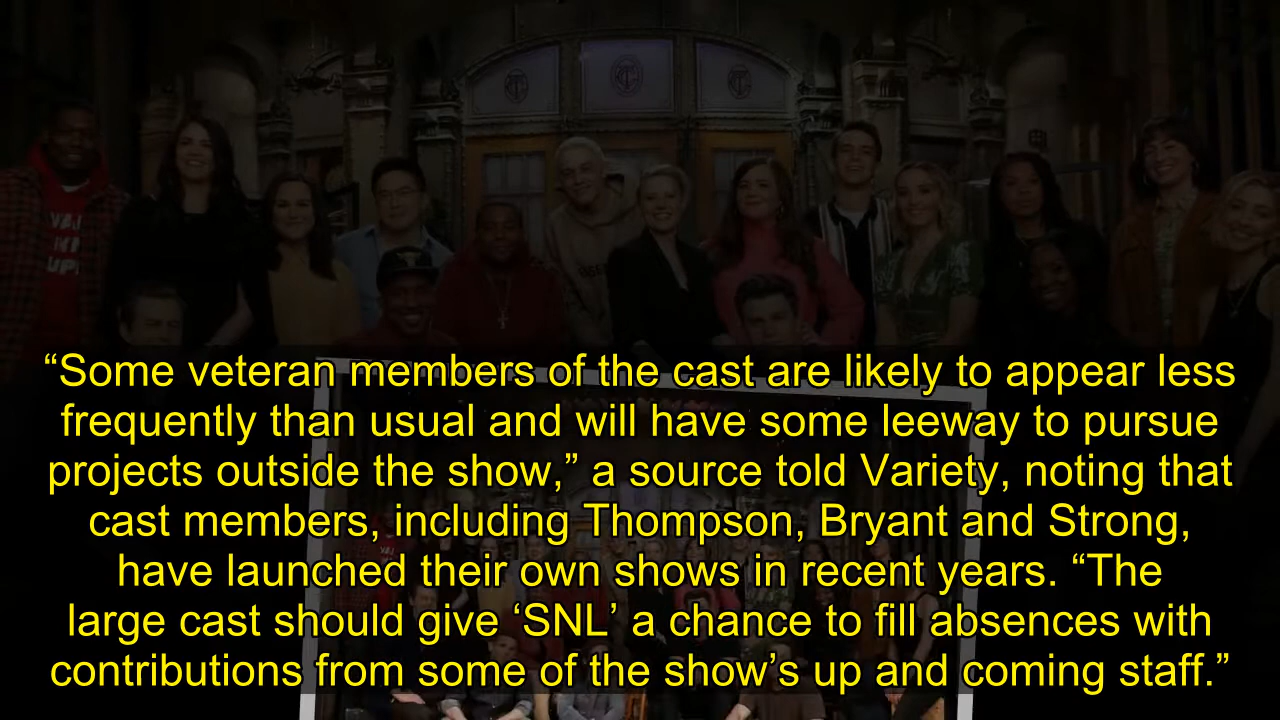 “Some veteran members of the cast are likely to appear less
frequently than usual and will have some leeway to pursue
projects outside the show,” a source told Variety, noting that
cast members, including Thompson, Bryant and Strong,
have launched their own shows in recent years. “The
large cast should give ‘SNL’ a chance to fill absences with
contributions from some of the show’s up and coming staff.”